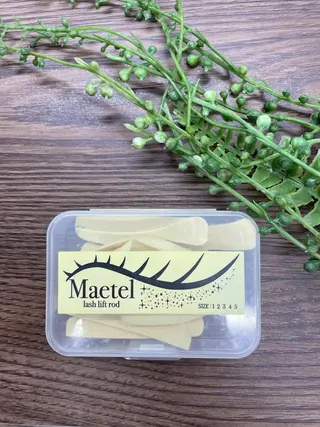 Maetel
lash lift rod
SIZE : 1 2 3 4 5